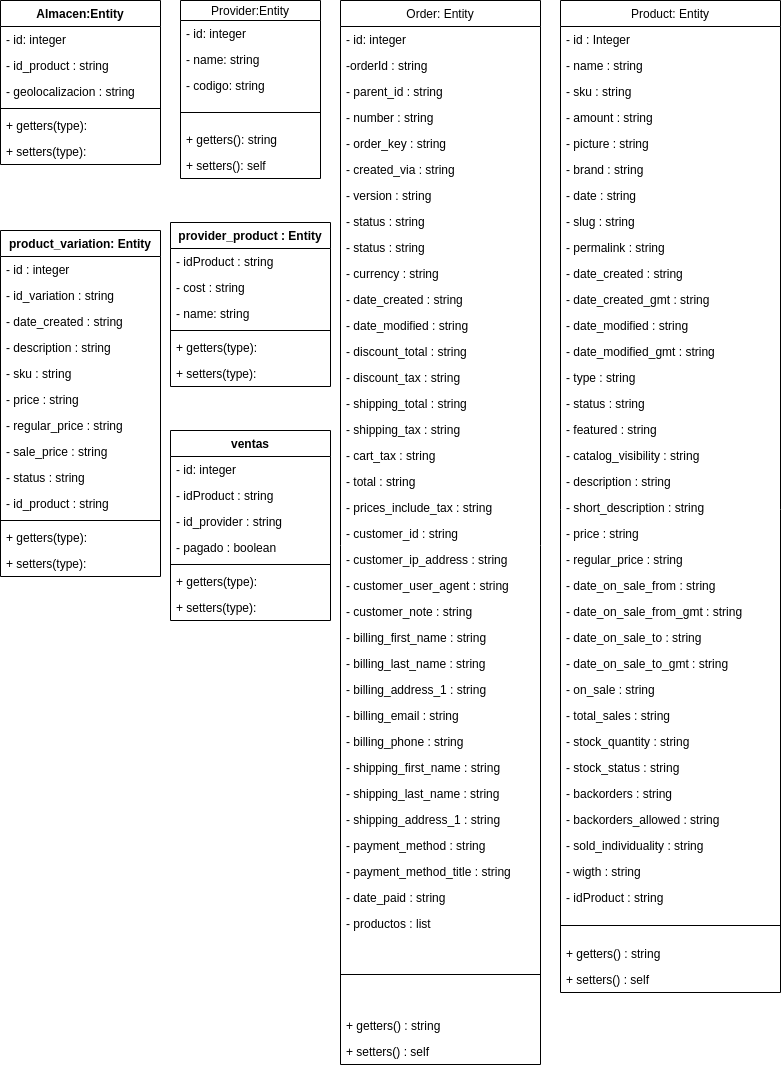 Almacen:Entity
- id: integer
- id_product : string
- geolocalizacion : string
+ getters(type):
+ setters(type):
Provider:Entity
- id: integer
- name: string
- codigo: string
+ getters(): string
+ setters(): self
product_variation: Entity
- id : integer
- id_variation : string
- date_created : string
- description : string
- sku : string
- price : string
- regular_price : string
- sale_price : string
- status : string
- id_product : string
+ getters(type):
+ setters(type):
provider_product : Entity
- idProduct : string
- cost : string
- name: string
+ getters(type):
+ setters(type):
ventas
- id: integer
- idProduct : string
- id_provider : string
- pagado : boolean
+ getters(type):
+ setters(type):
Order: Entity
- id: integer
-orderId : string
- parent_id : string
- number : string
- order_key : string
- created_via : string
- version : string
- status : string
- status : string
- currency : string
- date_created : string
- date_modified : string
- discount_total : string
- discount_tax : string
- shipping_total : string
- shipping_tax : string
- cart_tax : string
- total : string
- prices_include_tax : string
- customer_id : string
- customer_ip_address : string
- customer_user_agent : string
- customer_note : string
- billing_first_name : string
- billing_last_name : string
- billing_address_1 : string
- billing_email : string
- billing_phone : string
- shipping_first_name : string
- shipping_last_name : string
- shipping_address_1 : string
- payment_method : string
- payment_method_title : string
- date_paid : string
- productos : list
+ getters() : string
+ setters() : self
Product: Entity
- id : Integer
- name : string
- sku : string
- amount : string
- picture : string
- brand : string
- date : string
- slug : string
- permalink : string
- date_created : string
- date_created_gmt : string
- date_modified : string
- date_modified_gmt : string
- type : string
- status : string
- featured : string
- catalog_visibility : string
- description : string
- short_description : string
- price : string
- regular_price : string
- date_on_sale_from : string
- date_on_sale_from_gmt : string
- date_on_sale_to : string
- date_on_sale_to_gmt : string
- on_sale : string
- total_sales : string
- stock_quantity : string
- stock_status : string
- backorders : string
- backorders_allowed : string
- sold_individuality : string
- wigth : string
- idProduct : string
+ getters() : string
+ setters() : self